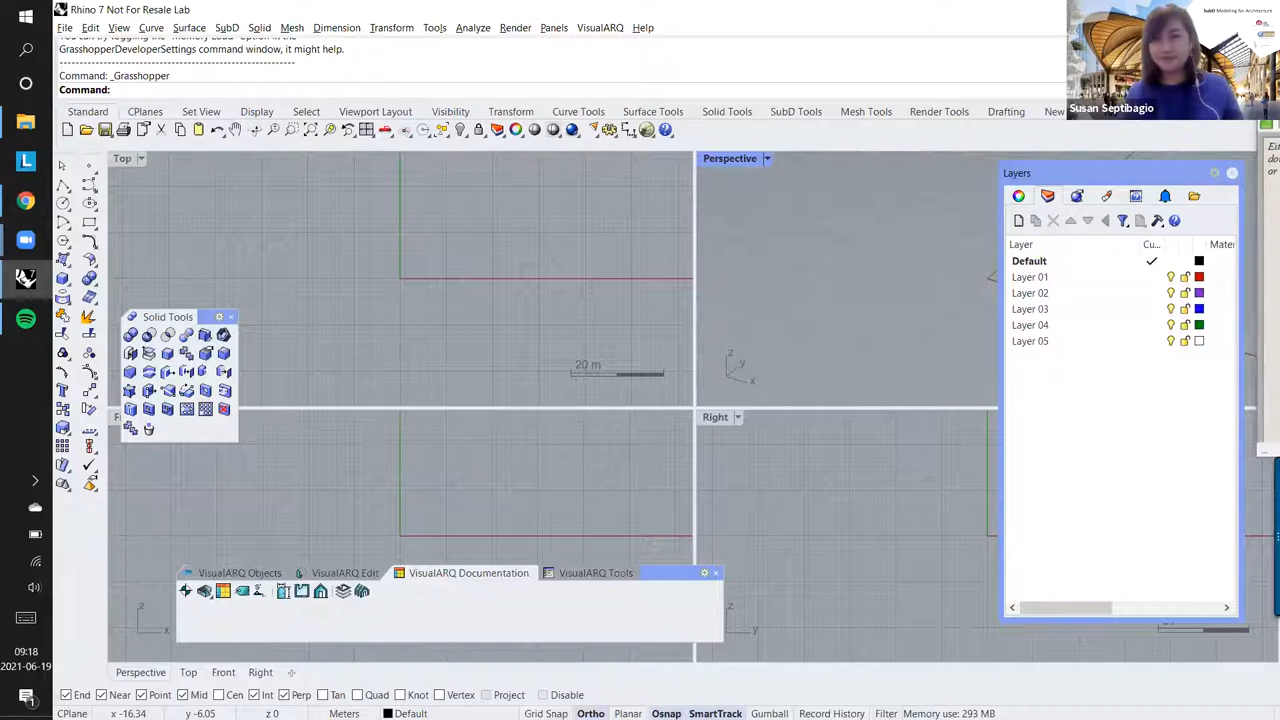 Rhino 7 Not For Resale Lab
File Edit View Curve Surface SubD Solid Mesh Dimension Transform Tools Analyze Render Panels VisualARQ Help
GrasshopperDeveloperSettings command window, it might help.
Command: _Grasshopper
Command:
Standard CPlanes Set View Display Select Viewport Layout Visibility Transform Curve Tools Surface Tools Solid Tools SubD Tools Mesh Tools Render Tools Drafting New
SubD Modeling for Architecture
Susan Septibagio
Top
Perspective
Layers
Layer Cu... Mater
Default
Layer 01
Layer 02
Layer 03
Layer 04
Layer 05
Solid Tools
20 m
z
y
x
Right
VisualARQ Objects VisualARQ Edit VisualARQ Documentation VisualARQ Tools
z
x
z
y
Perspective Top Front Right
End Near Point Mid Cen Int Perp Tan Quad Knot Vertex Project Disable
CPlane x -16.34 y -6.05 z 0 Meters Default Grid Snap Ortho Planar Osnap SmartTrack Gumball Record History Filter Memory use: 293 MB
09:18
2021-06-19